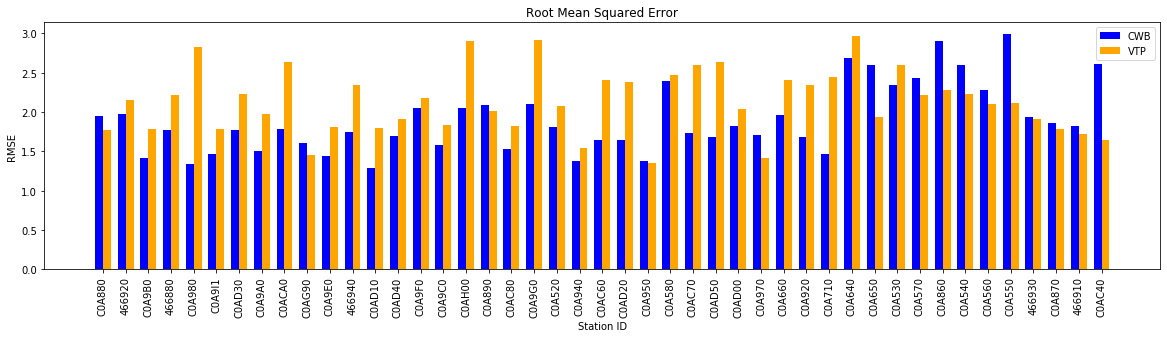 Root Mean Squared Error
CWB
VTP
RMSE
3.0
2.5
2.0
1.5
1.0
0.5
0.0
C0A880
466920
C0A9B0
466880
C0A980
C0A9I1
C0AD30
C0A9A0
C0ACA0
C0AG90
C0A9E0
466940
C0AD10
C0AD40
C0A9F0
C0A9C0
C0AH00
C0A890
C0AC80
C0A9G0
C0A520
C0A940
C0AC60
C0AD20
C0A950
C0A580
C0AC70
C0AD50
C0AD00
C0A970
C0A660
C0A920
C0A710
C0A640
C0A650
C0A530
C0A570
C0A860
C0A540
C0A560
C0A550
466930
C0A870
466910
C0AC40
Station ID